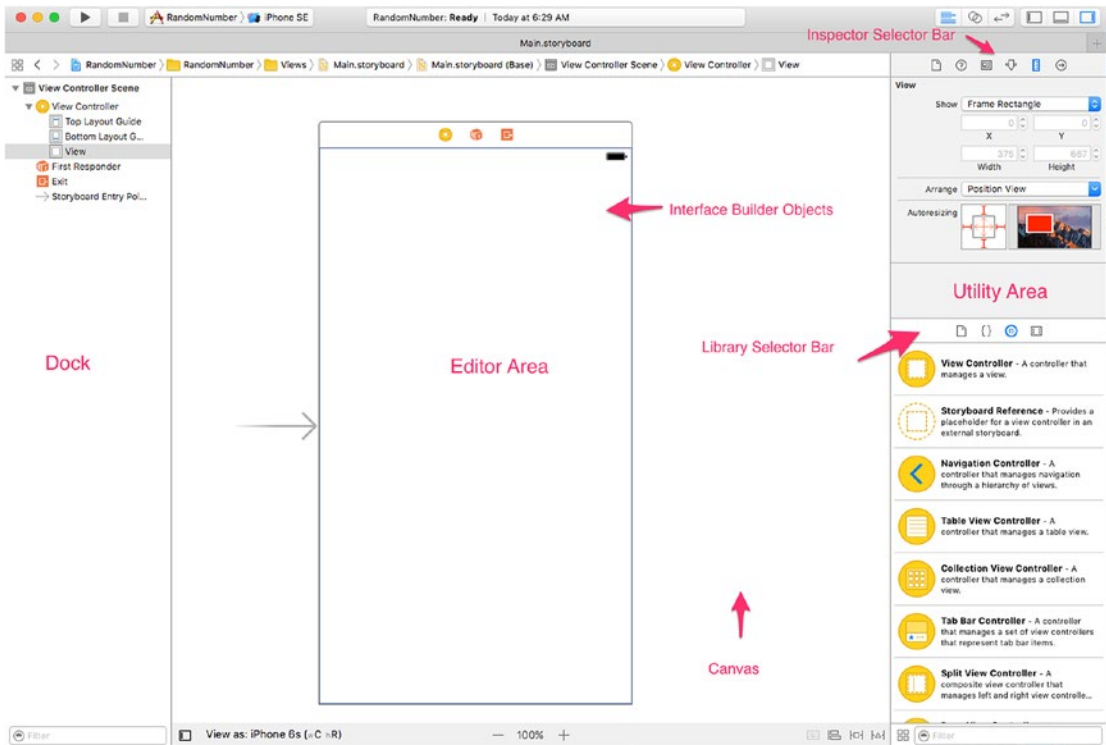 RandomNumber
iPhone SE
RandomNumber: Ready | Today at 6:29 AM
Main.storyboard
Inspector Selector Bar
RandomNumber
RandomNumber
Views
Main.storyboard
Main.storyboard (Base)
View Controller Scene
View Controller
View
View Controller Scene
View Controller
Top Layout Guide
Bottom Layout G...
View
First Responder
Exit
Storyboard Entry Poi...
Dock
Filter
Interface Builder Objects
Editor Area
Library Selector Bar
Canvas
View as: iPhone 6s (wC hR)
100%
View
Show Frame Rectangle
0 0
X Y
375 667
Width Height
Arrange Position View
Autoresizing
Utility Area
View Controller - A controller that
manages a view.
Storyboard Reference - Provides a
placeholder for a view controller in an
external storyboard.
Navigation Controller - A
controller that manages navigation
through a hierarchy of views.
Table View Controller - A
controller that manages a table view.
Collection View Controller - A
controller that manages a collection
view.
Tab Bar Controller - A controller
that manages a set of view controllers
that represent tab bar items.
Split View Controller - A
composite view controller that
manages left and right view controlle...
Filter